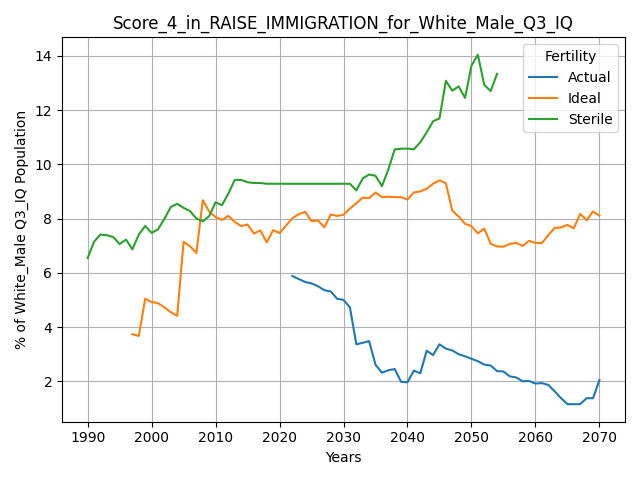 Score_4_in_RAISE_IMMIGRATION_for_White_Male_Q3_IQ
% of White_Male Q3_IQ Population
14
12
10
8
6
4
2
Fertility
Actual
Ideal
Sterile
1990 2000 2010 2020 2030 2040 2050 2060 2070
Years